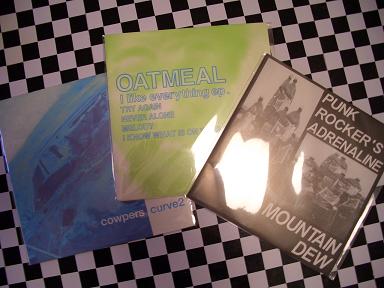 OATMEAL
I like everything ep.
TRY AGAIN
NEVER ALONE
MELODY
I KNOW WHAT IS ON
cowpers curve2
PUNK
ROCKER'S
ADRENALINE
MOUNTAIN
DEW